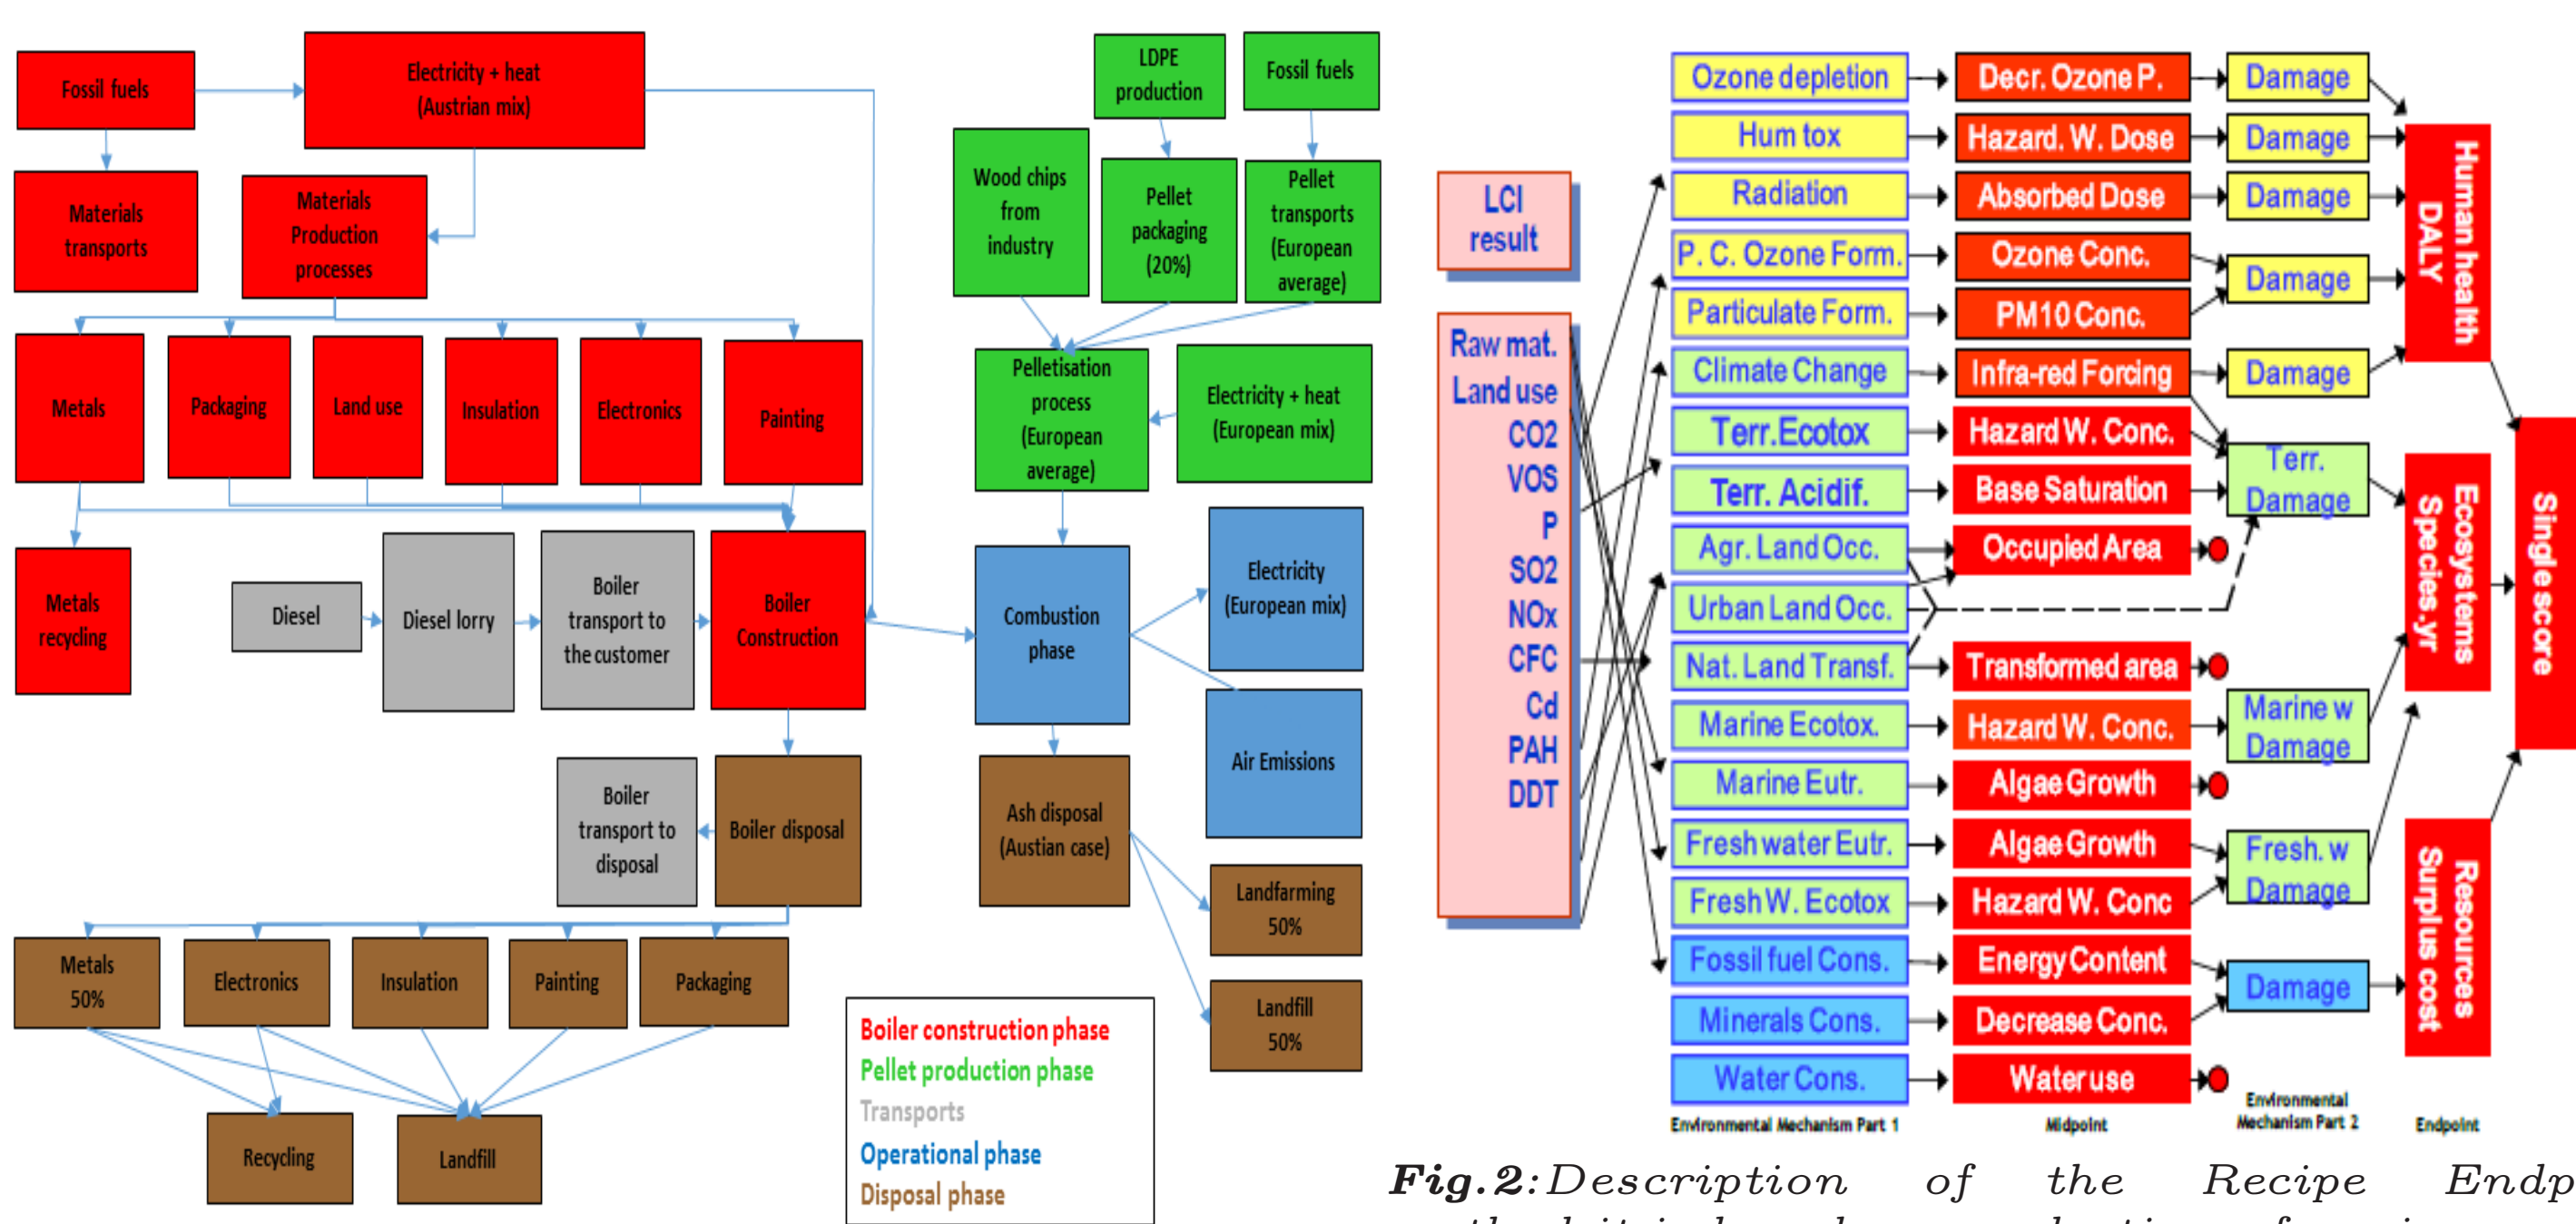 Fossil fuels
Electricity + heat
(Austrian mix)
Materials
transports
Materials
Production
processes
Metals
Packaging
Land use
Insulation
Electronics
Painting
Metals
recycling
Diesel
Diesel lorry
Boiler
transport to
the customer
Boiler
Construction
Boiler
transport to
disposal
Boiler disposal
Metals
50%
Electronics
Insulation
Painting
Packaging
Recycling
Landfill
LDPE
production
Fossil fuels
Wood chips
from
industry
Pellet
packaging
(20%)
Pellet
transports
(European
average)
Pelletisation
process
(European
average)
Electricity + heat
(European mix)
Combustion
phase
Electricity
(European mix)
Air Emissions
Ash disposal
(Austian case)
Landfarming
50%
Landfill
50%
Boiler construction phase
Pellet production phase
Transports
Operational phase
Disposal phase
LCI
result
Raw mat.
Land use
CO2
VOS
P
SO2
NOx
CFC
Cd
PAH
DDT
Ozone depletion
Hum tox
Radiation
P. C. Ozone Form.
Particulate Form.
Climate Change
Terr.Ecotox
Terr. Acidif.
Agr. Land Occ.
Urban Land Occ.
Nat. Land Transf.
Marine Ecotox.
Marine Eutr.
Freshwater Eutr.
Fresh W. Ecotox
Fossil fuel Cons.
Minerals Cons.
Water Cons.
Environmental Mechanism Part 1
Decr. Ozone P.
Hazard. W. Dose
Absorbed Dose
Ozone Conc.
PM10 Conc.
Infra-red Forcing
Hazard W. Conc.
Base Saturation
Occupied Area
Transformed area
Hazard W. Conc.
Algae Growth
Algae Growth
Hazard W. Conc
Energy Content
Decrease Conc.
Water use
Midpoint
Damage
Damage
Damage
Damage
Damage
Terr.
Damage
Marine w
Damage
Fresh. w
Damage
Damage
Environmental
Mechanism Part 2
Human health
DALY
Ecosystems
Species.yr
Resources
Surplus cost
Endpoint
Single score
Fig.2: Description of the Recipe Endp